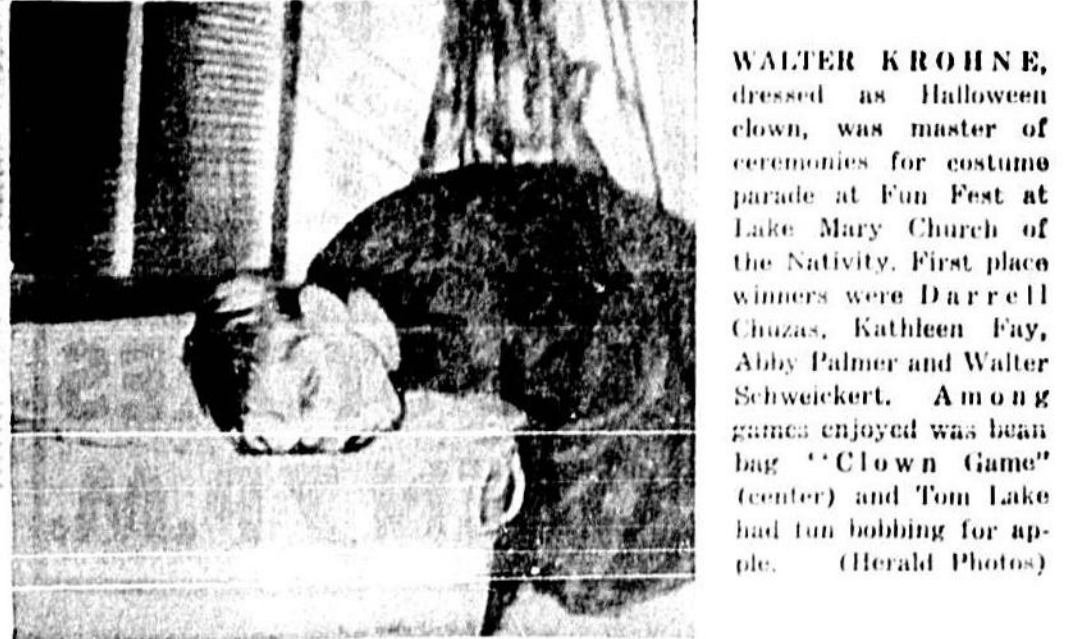 WALTER KROHNE,
dressed as Halloween
clown, was master of
ceremonies for costume
parade at Fun Fest at
Lake Mary Church of
the Nativity. First place
winners were Darrell
Chuzas, Kathleen Fay,
Abby Palmer and Walter
Schweickert. Among
games enjoyed was bean
bag "Clown Game"
(center) and Tom Lake
had fun bobbing for ap-
ple. (Herald Photos)